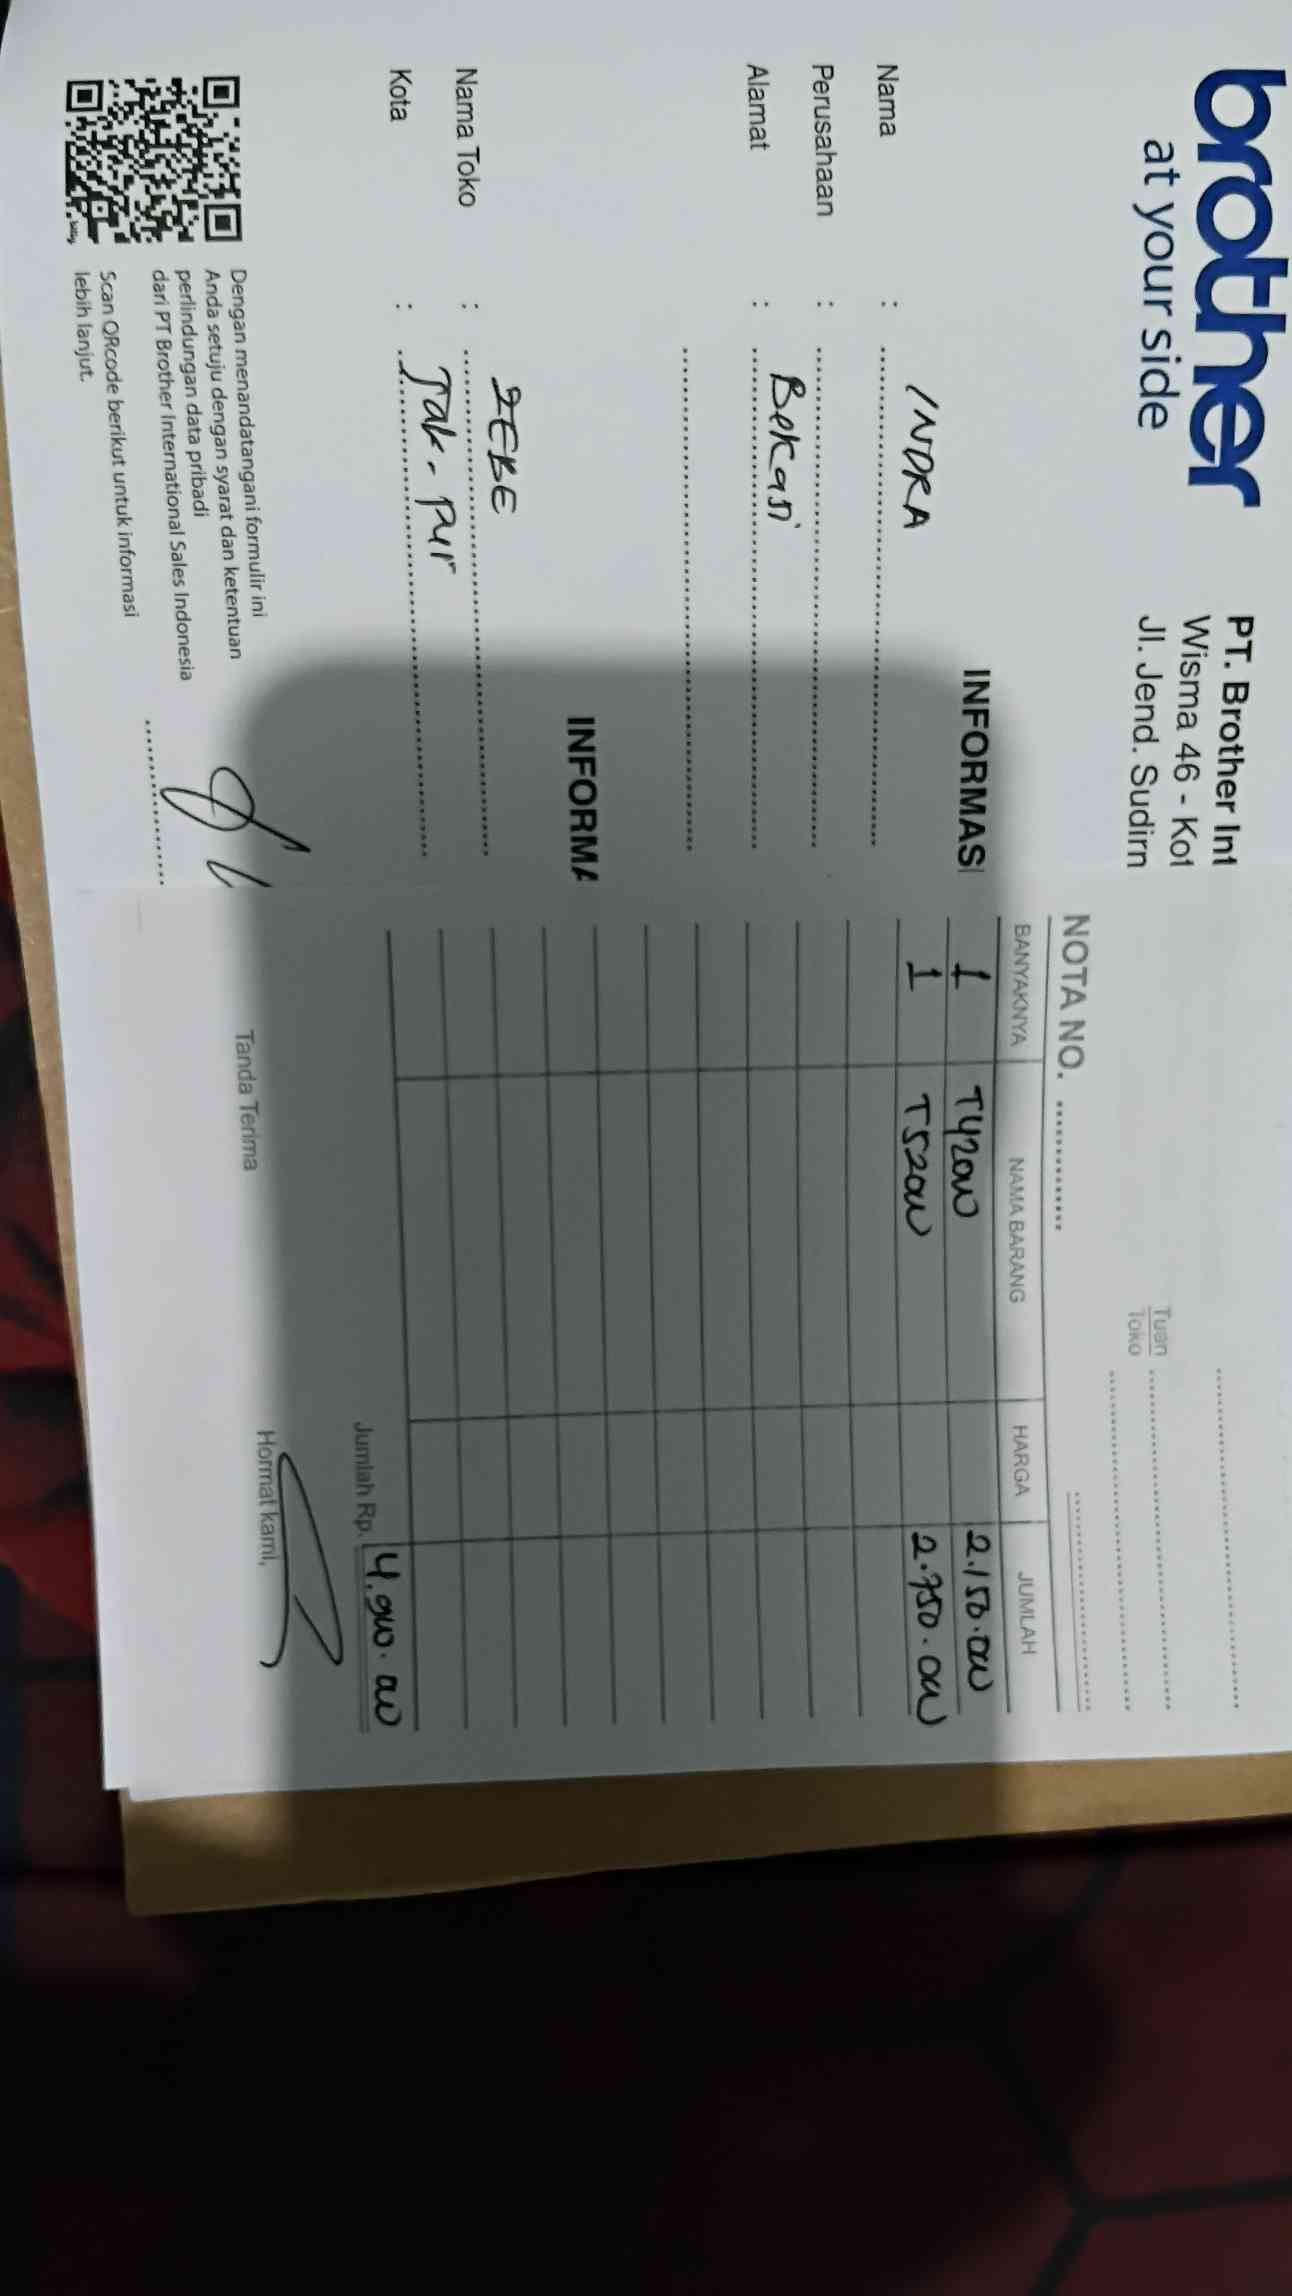 brother
at your side
PT. Brother Int
Wisma 46 - Kot
Jl. Jend. Sudirn
INFORMASI
Nama : INDRA
Perusahaan :
Alamat : Bekasi
INFORMA
Nama Toko : ZEBE
Kota : Jak-Pur
Dengan menandatangani formulir ini
Anda setuju dengan syarat dan ketentuan
perlindungan data pribadi
dari PT Brother International Sales Indonesia
Scan QRcode berikut untuk informasi
lebih lanjut.
Tuan
Toko
NOTA NO.
BANYAKNYA NAMA BARANG HARGA JUMLAH
1 T420W 2.150.000
1 T520W 2.750.000
Jumlah Rp. 4.900.000
Tanda Terima Hormat kami,